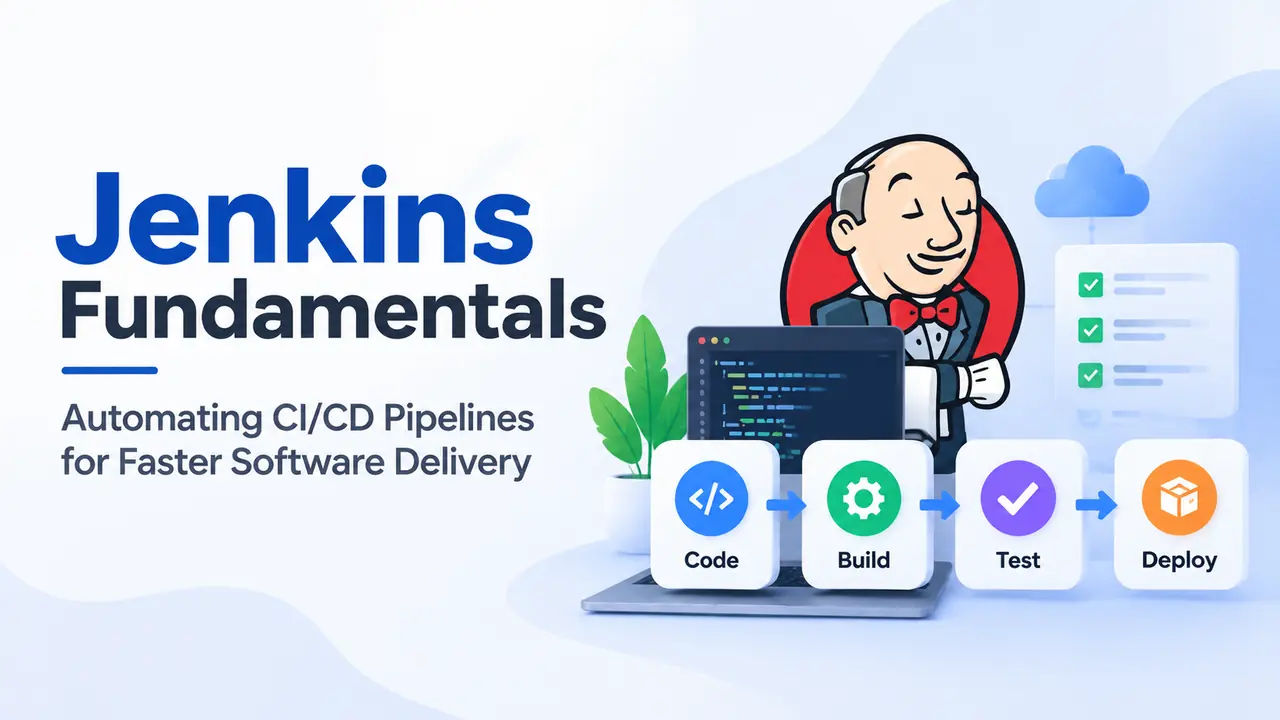 Jenkins
Fundamentals
Automating CI/CD Pipelines
for Faster Software Delivery
Code
Build
Test
Deploy